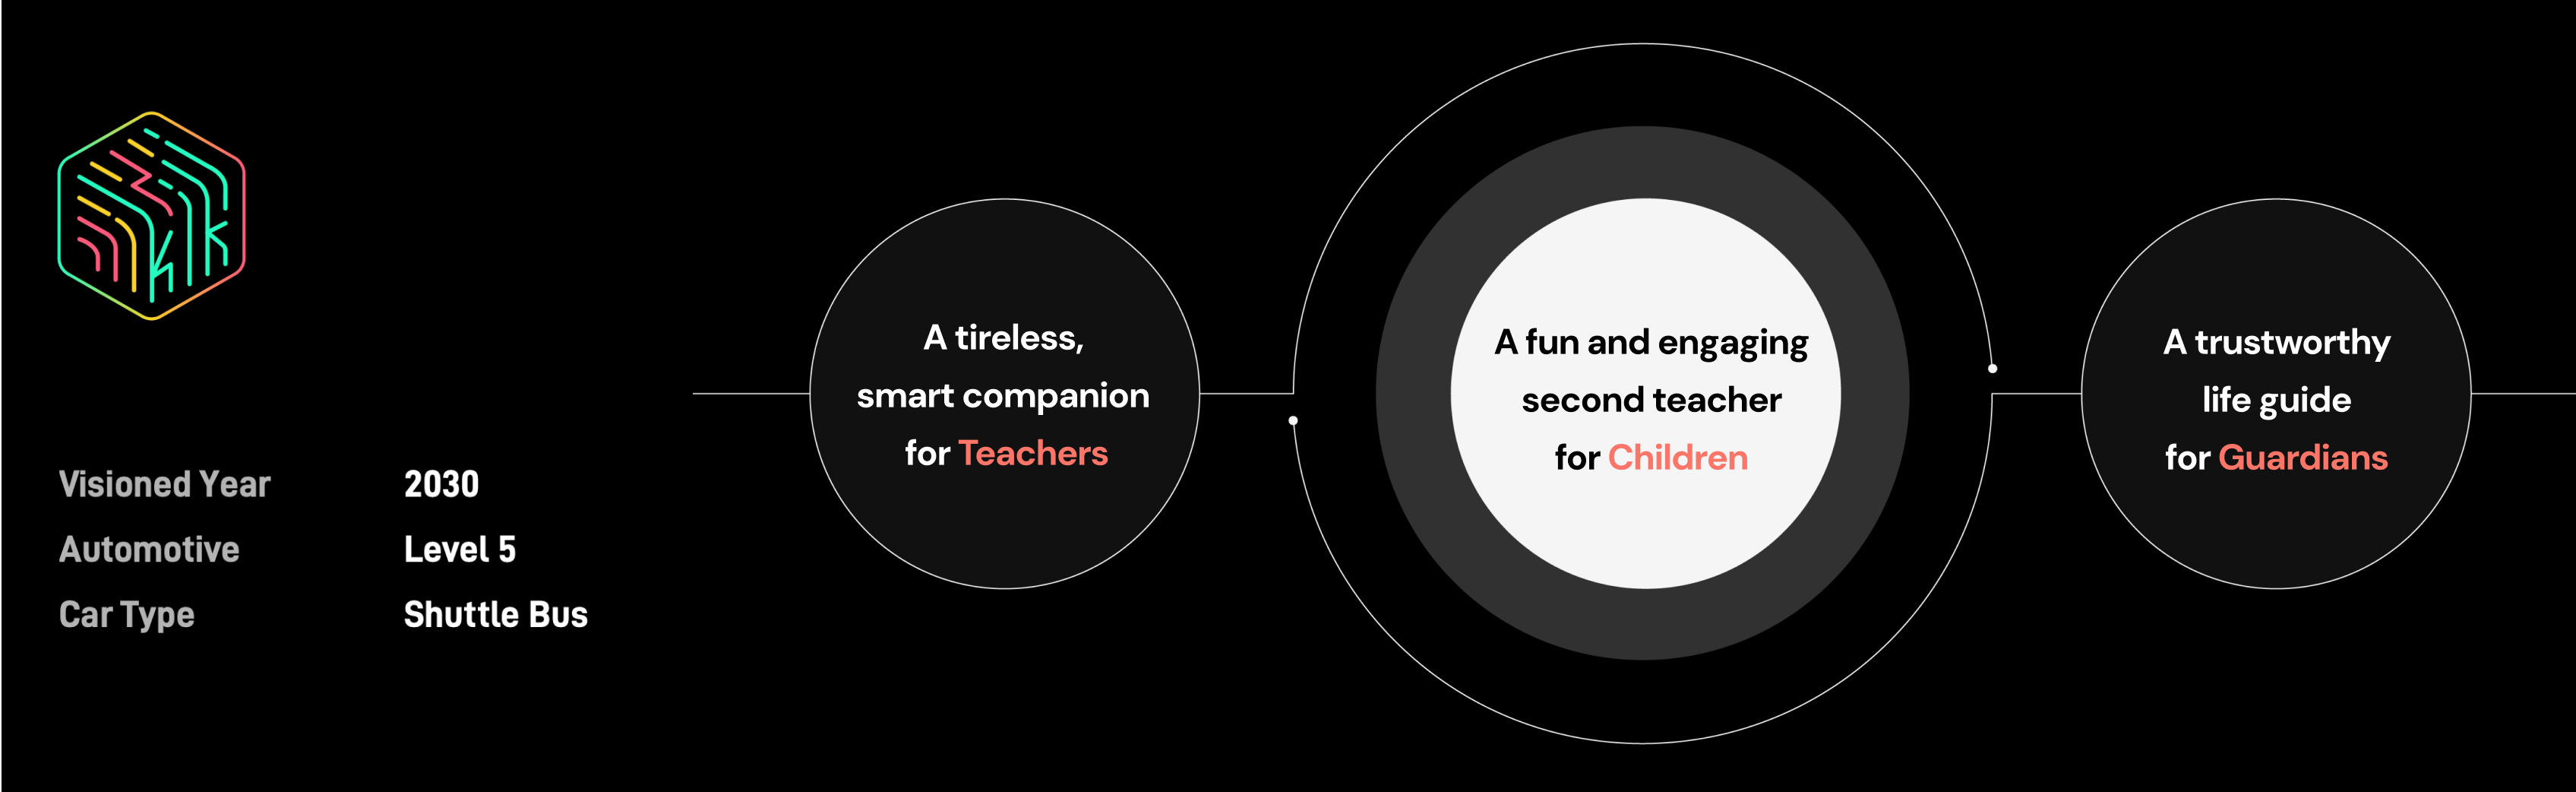 Visioned Year 2030
Automotive Level 5
Car Type Shuttle Bus
A tireless,
smart companion
for Teachers
A fun and engaging
second teacher
for Children
A trustworthy
life guide
for Guardians